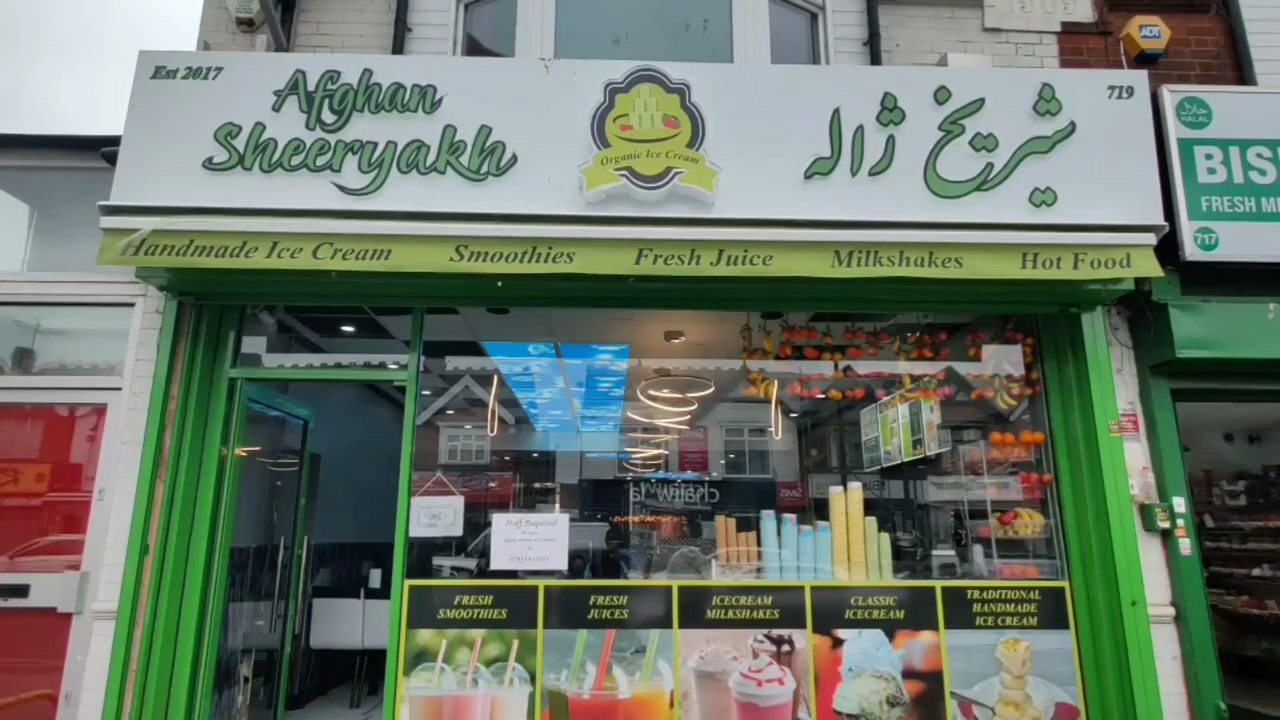 Est 2017
Afghan
Sheeryakh
Organic Ice Cream
شیریخ ژاله
719
ADT
حلال
HALAL
BIS
FRESH
717
Handmade Ice Cream Smoothies Fresh Juice Milkshakes Hot Food
Staff Required
FRESH
SMOOTHIES
FRESH
JUICES
ICECREAM
MILKSHAKES
CLASSIC
ICECREAM
TRADITIONAL
HANDMADE
ICE CREAM